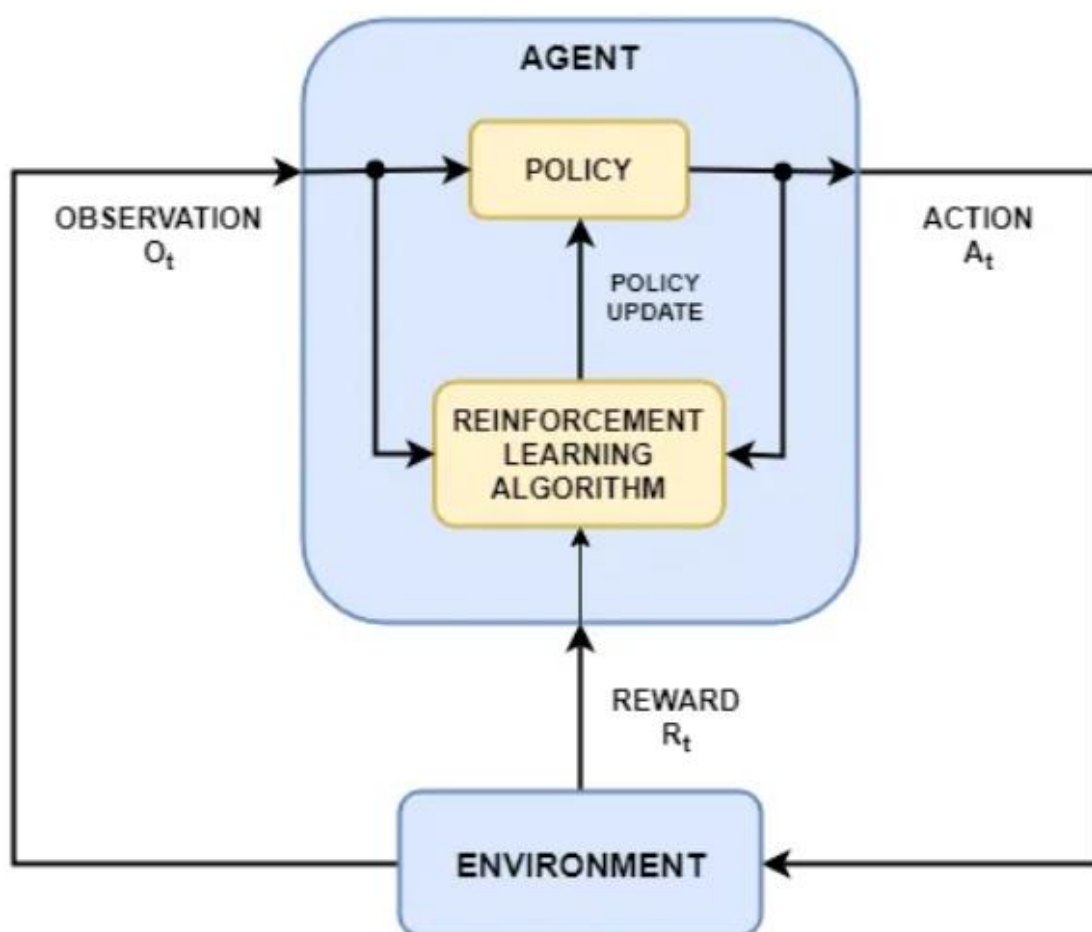 AGENT
POLICY
OBSERVATION
Oₜ
ACTION
Aₜ
POLICY
UPDATE
REINFORCEMENT
LEARNING
ALGORITHM
REWARD
Rₜ
ENVIRONMENT